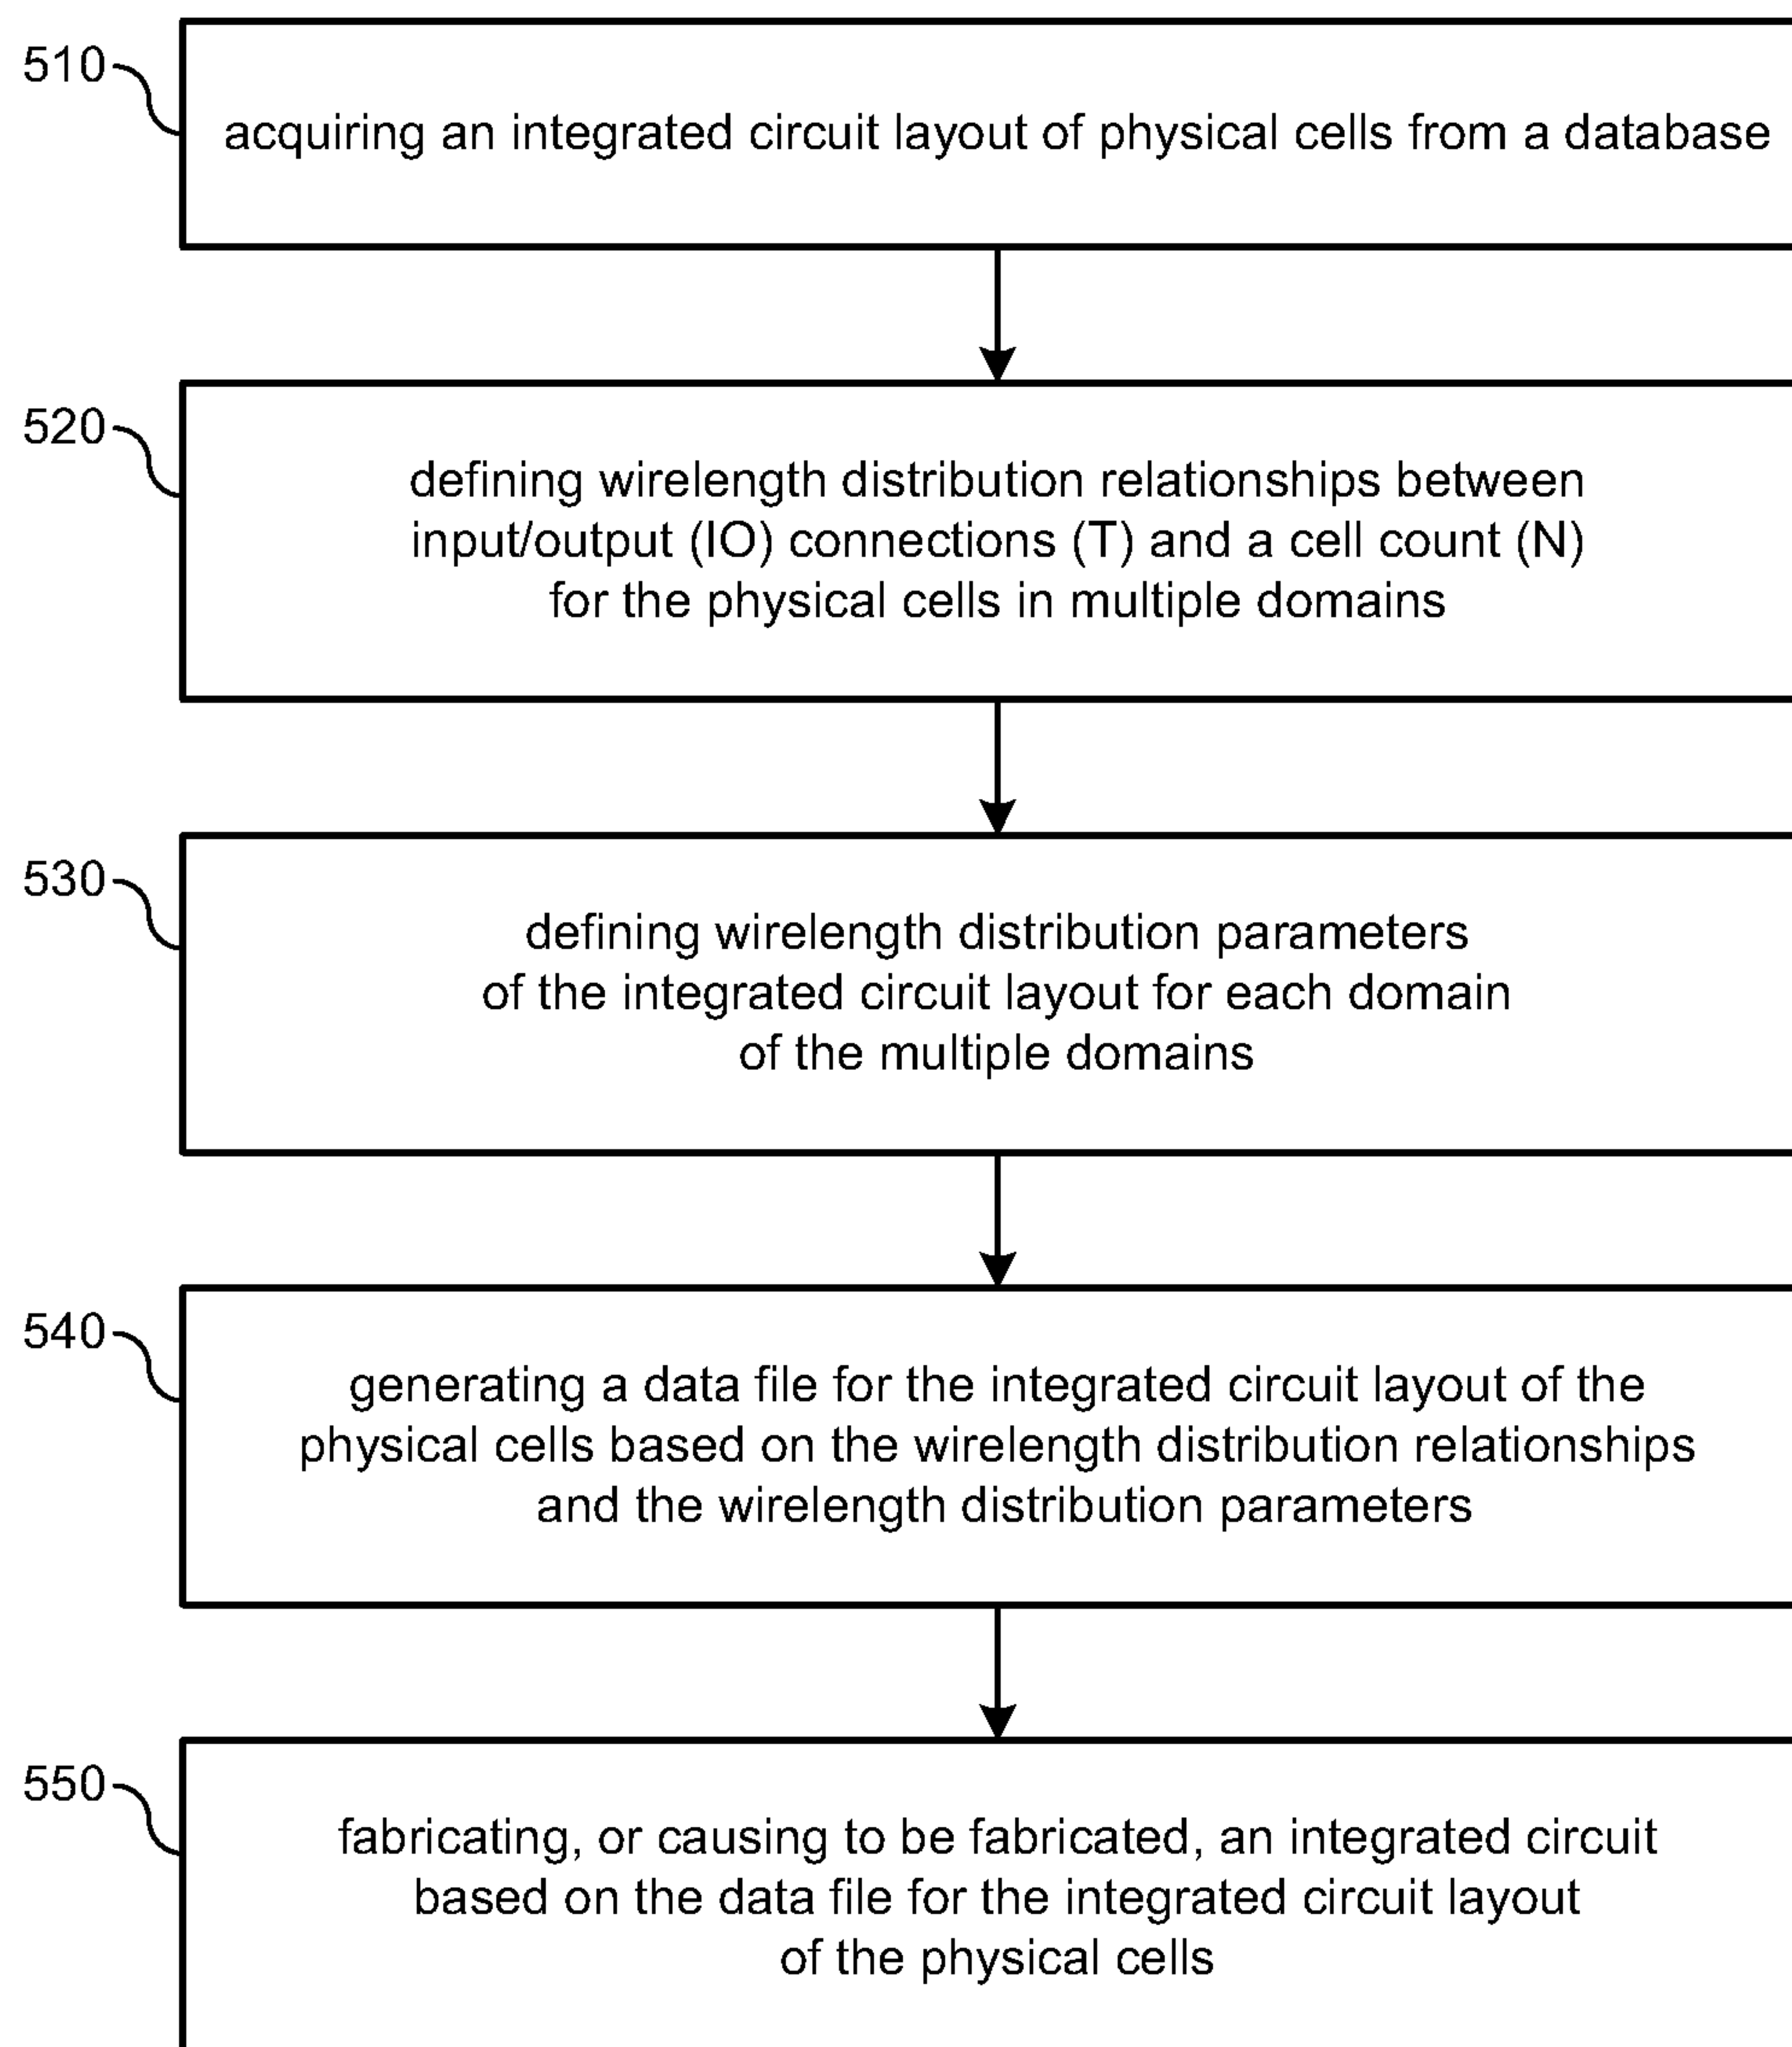 510
acquiring an integrated circuit layout of physical cells from a database
520
defining wirelength distribution relationships between
input/output (IO) connections (T) and a cell count (N)
for the physical cells in multiple domains
530
defining wirelength distribution parameters
of the integrated circuit layout for each domain
of the multiple domains
540
generating a data file for the integrated circuit layout of the
physical cells based on the wirelength distribution relationships
and the wirelength distribution parameters
550
fabricating, or causing to be fabricated, an integrated circuit
based on the data file for the integrated circuit layout
of the physical cells